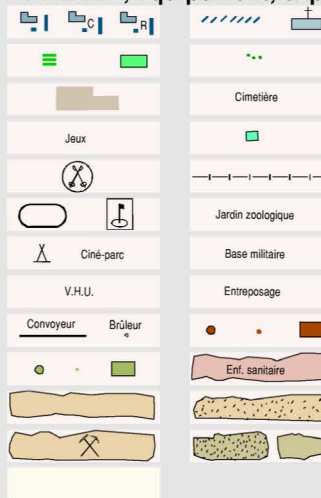 C R
Cimetière
Jeux
Jardin zoologique
Ciné-parc Base militaire
V.H.U. Entreposage
Convoyeur Brûleur
Enf. sanitaire